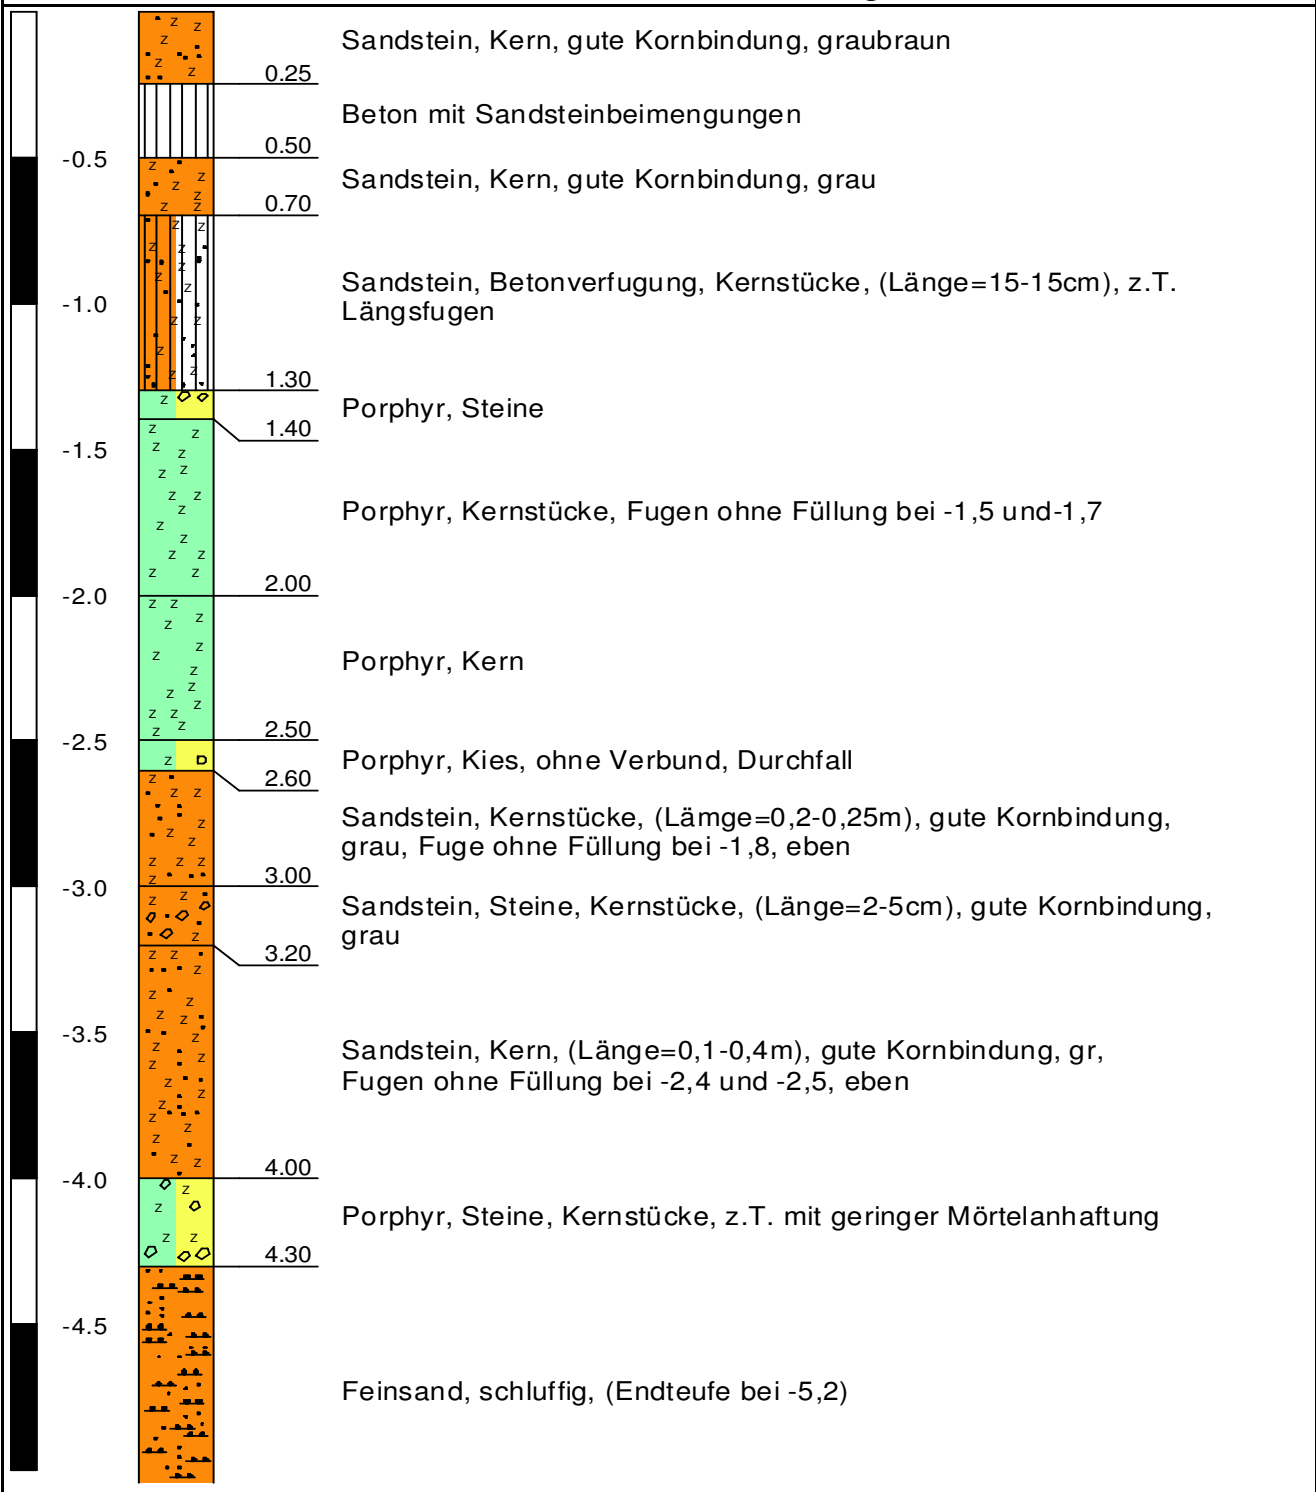 Sandstein, Kern, gute Kornbindung, graubraun
0.25
Beton mit Sandsteinbeimengungen
0.50
-0.5
Sandstein, Kern, gute Kornbindung, grau
0.70
Sandstein, Betonverfugung, Kernstücke, (Länge=15-15cm), z.T.
-1.0
Längsfugen
1.30
Porphyr, Steine
1.40
-1.5
Porphyr, Kernstücke, Fugen ohne Füllung bei -1,5 und-1,7
2.00
-2.0
Porphyr, Kern
2.50
-2.5
Porphyr, Kies, ohne Verbund, Durchfall
2.60
Sandstein, Kernstücke, (Lämge=0,2-0,25m), gute Kornbindung,
grau, Fuge ohne Füllung bei -1,8, eben
3.00
-3.0
Sandstein, Steine, Kernstücke, (Länge=2-5cm), gute Kornbindung,
grau
3.20
-3.5
Sandstein, Kern, (Länge=0,1-0,4m), gute Kornbindung, gr,
Fugen ohne Füllung bei -2,4 und -2,5, eben
4.00
-4.0
Porphyr, Steine, Kernstücke, z.T. mit geringer Mörtelanhaftung
4.30
-4.5
Feinsand, schluffig, (Endteufe bei -5,2)